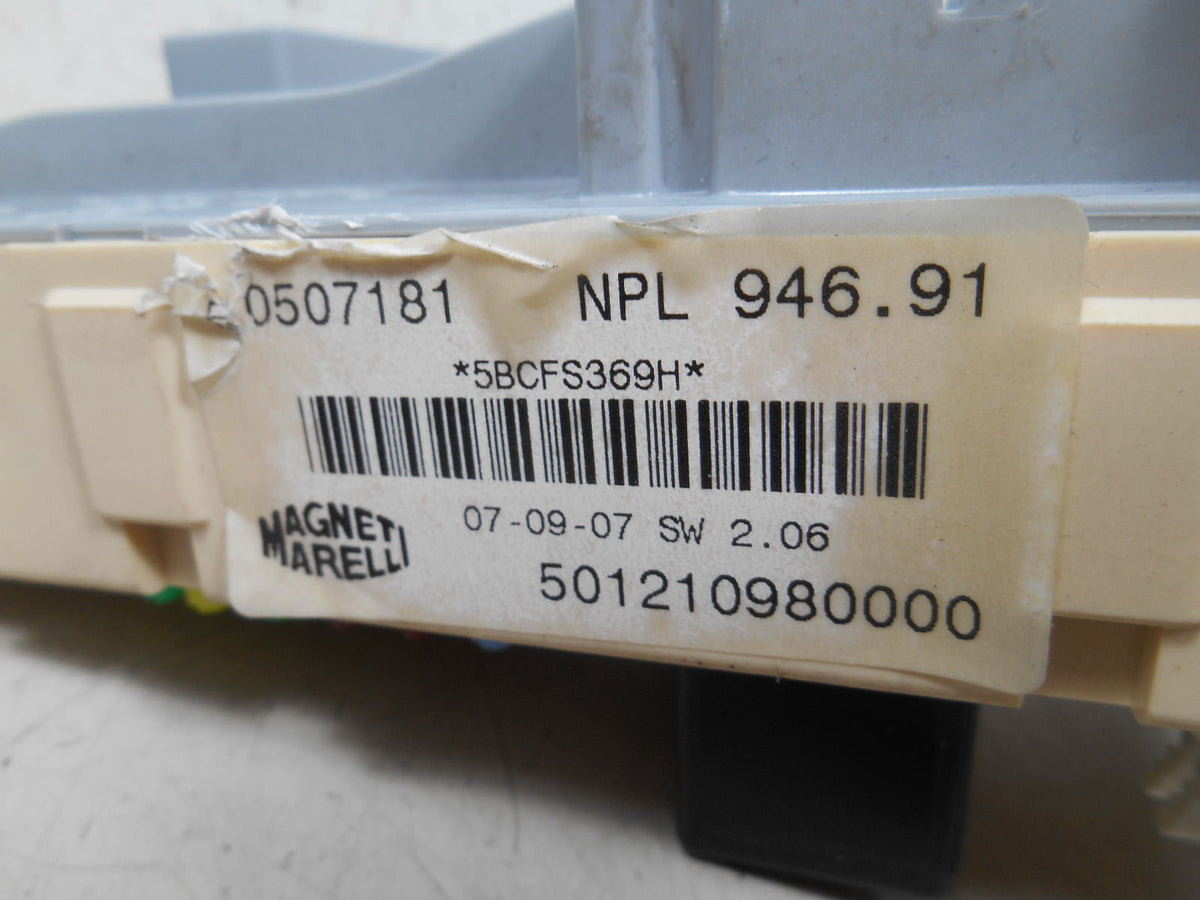 0507181 NPL 946.91
*5BCFS369H*
07-09-07 SW 2.06
MAGNETI
MARELLI
501210980000